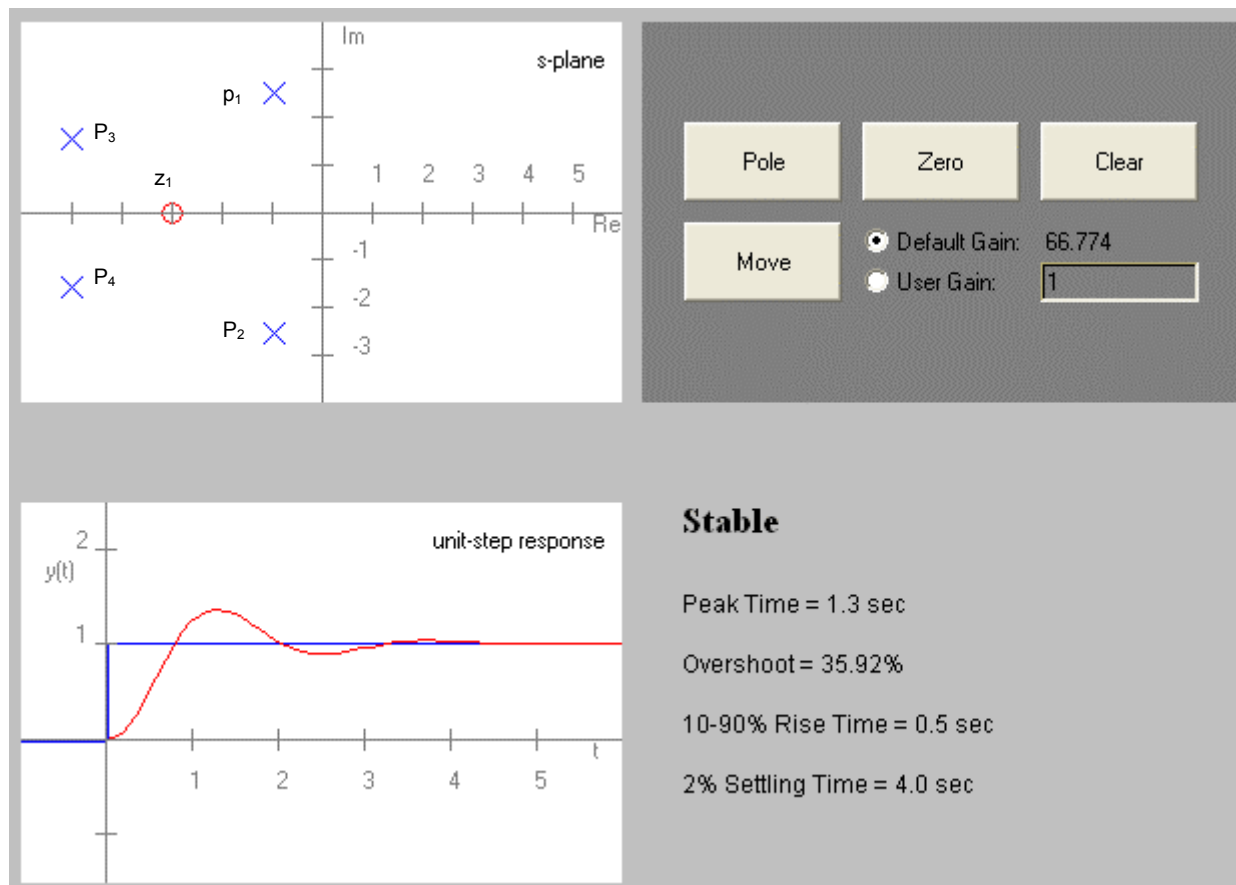 Im
s-plane
p₁
P₃
z₁
1 2 3 4 5
Re
-1
P₄
-2
P₂
-3
Pole
Zero
Clear
Move
Default Gain: 66.774
User Gain: 1
2
unit-step response
y(t)
1
t
1 2 3 4 5
Stable
Peak Time = 1.3 sec
Overshoot = 35.92%
10-90% Rise Time = 0.5 sec
2% Settling Time = 4.0 sec